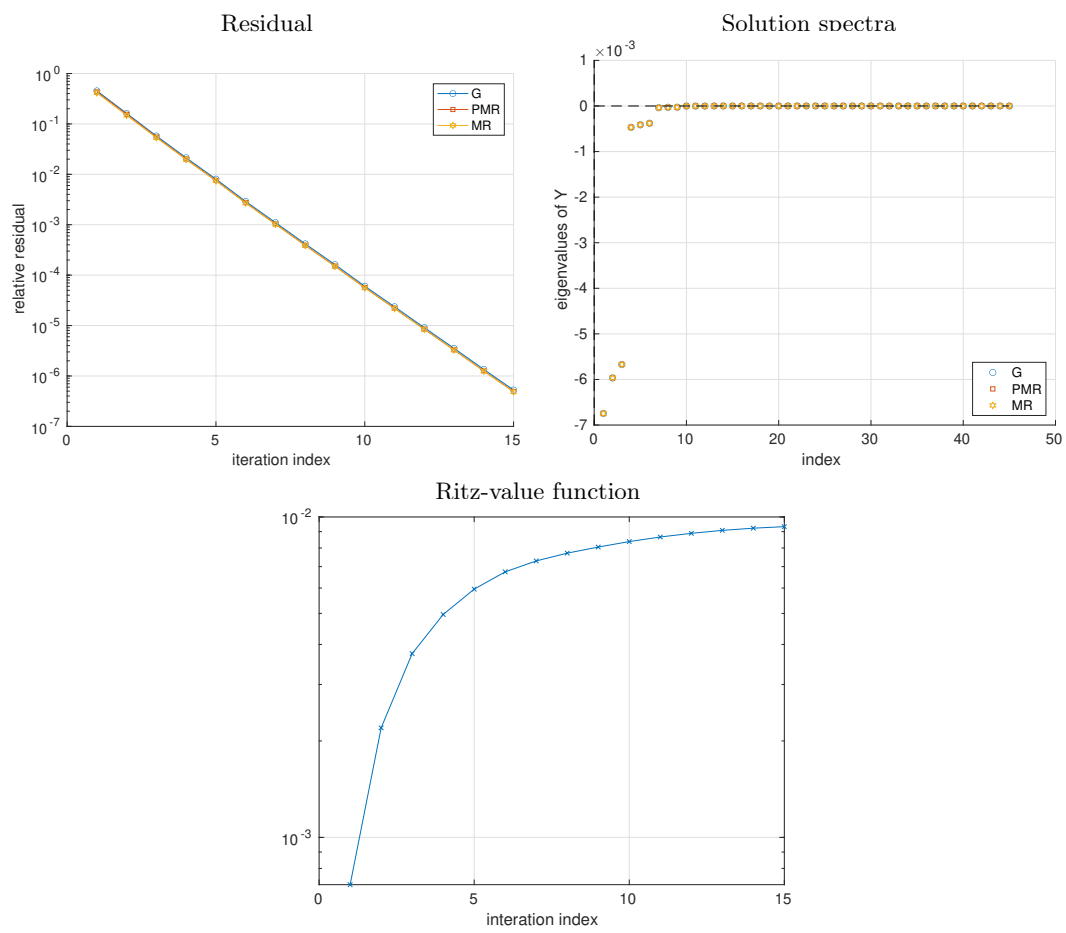 Residual
10^0
10^-1
10^-2
10^-3
10^-4
10^-5
10^-6
10^-7
relative residual
0 5 10 15
iteration index
G
PMR
MR
Solution spectra
×10^-3
1
0
-1
-2
-3
-4
-5
-6
-7
eigenvalues of Y
0 10 20 30 40 50
index
G
PMR
MR
Ritz-value function
10^-2
10^-3
0 5 10 15
interation index